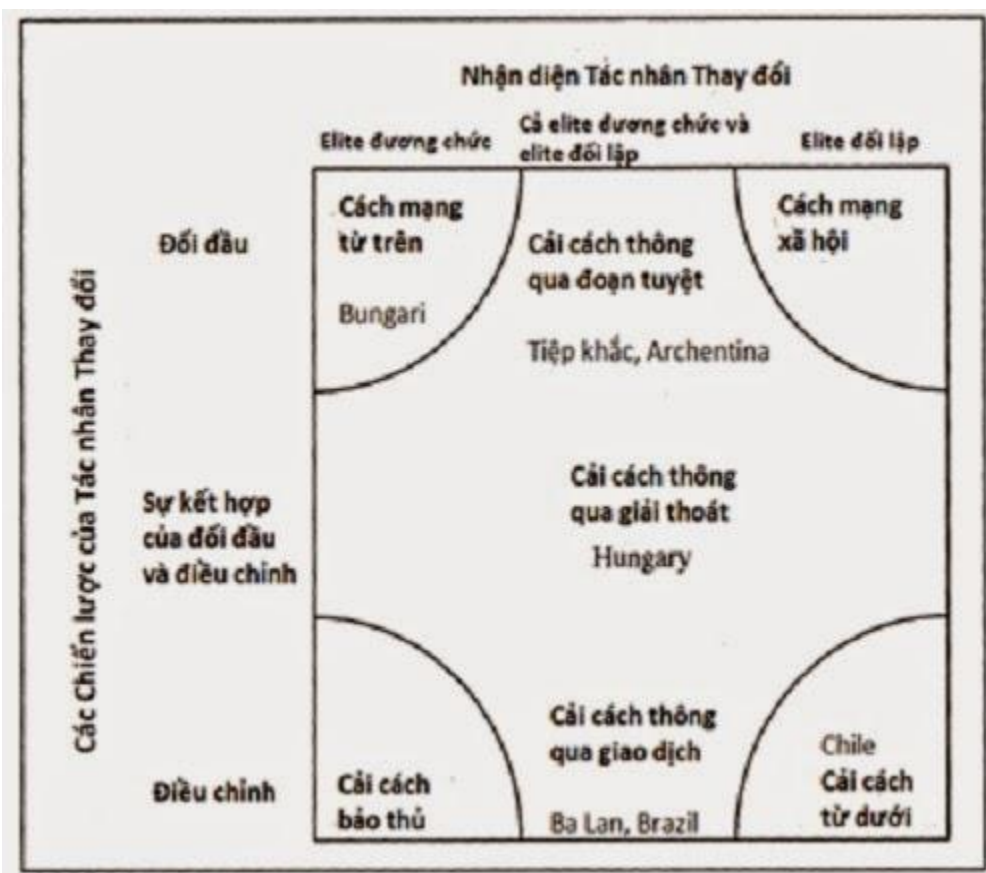 Nhận diện Tác nhân Thay đổi
Elite đương chức
Cả elite đương chức và
elite đối lập
Elite đối lập
Các Chiến lược của Tác nhân Thay đổi
Đối đầu
Cách mạng
từ trên
Bungari
Cải cách thông
qua đoạn tuyệt
Tiệp khắc, Archentina
Cách mạng
xã hội
Sự kết hợp
của đối đầu
và điều chỉnh
Cải cách thông
qua giải thoát
Hungary
Điều chỉnh
Cải cách
bảo thủ
Cải cách thông
qua giao dịch
Ba Lan, Brazil
Chile
Cải cách
từ dưới